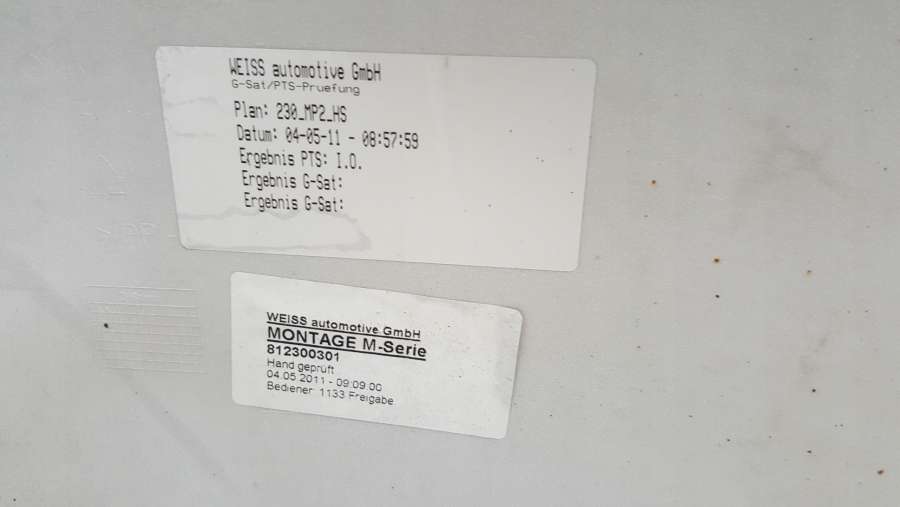 WEISS automotive GmbH
G-Sat/PTS-Pruefung
Plan: 230_MP2_HS
Datum: 04-05-11 - 08:57:59
Ergebnis PTS: I.O.
Ergebnis G-Sat:
Ergebnis G-Sat:
WEISS automotive GmbH
MONTAGE M-Serie
812300301
Hand geprüft
04.05.2011 - 09:09:00
Bediener: 1133 Freigabe